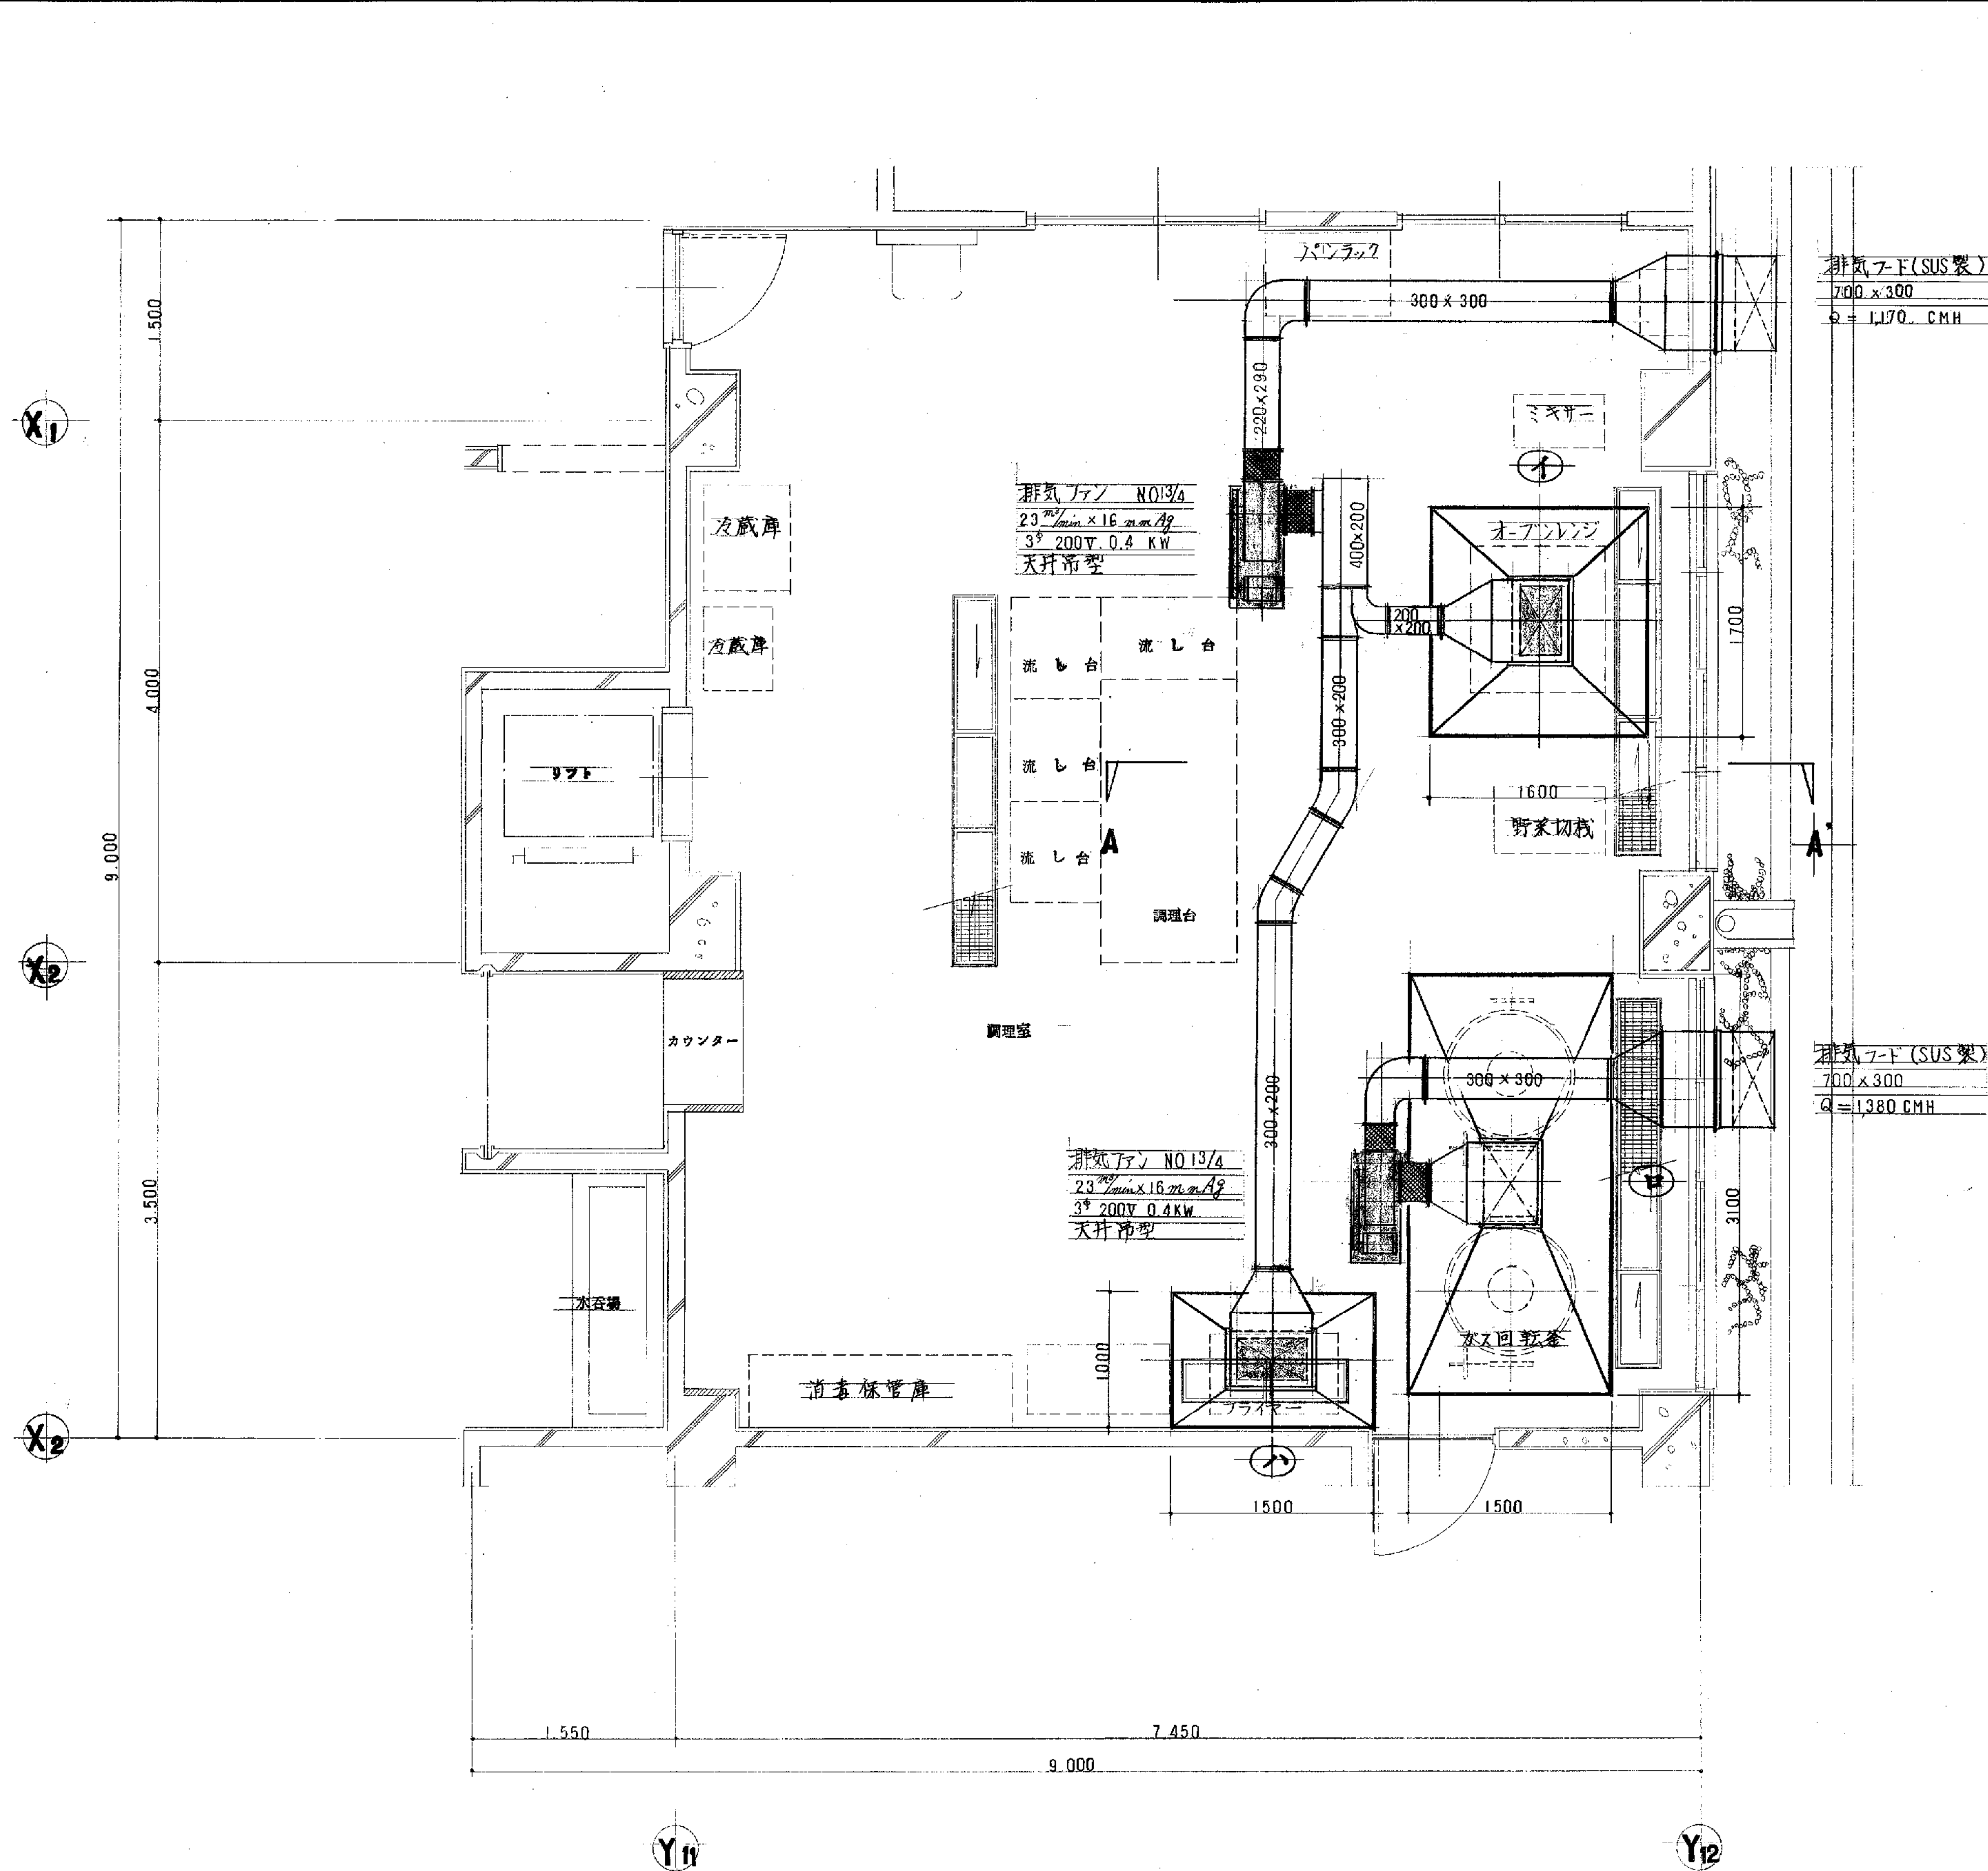 パンラック
300 x 300
排気フード(SUS製)
700 x 300
Q = 1,170 CMH
1.500
220x290
X1
ミキサー
イ
排気ファン NO1 3/4
23 m³/min x 16 mm Ag
3φ 200V. 0.4 KW
天井吊型
冷蔵庫
400x200
オーブンレンジ
200
x200
1700
冷蔵庫
流し台
流し台
4.000
300x200
リフト
流し台
1600
野菜切機
A
A'
9.000
流し台
調理台
X2
調理室
カウンター
300 x 300
排気フード(SUS製)
700 x 300
Q = 1,380 CMH
300x200
排気ファン NO1 3/4
23 m³/min x 16 mm Ag
3φ 200V 0.4KW
天井吊型
ロ
3.500
3100
水呑場
ガス回転釜
1000
消毒保管庫
フライヤー
X2
ハ
1500
1500
1.550
7.450
9.000
Y11
Y12